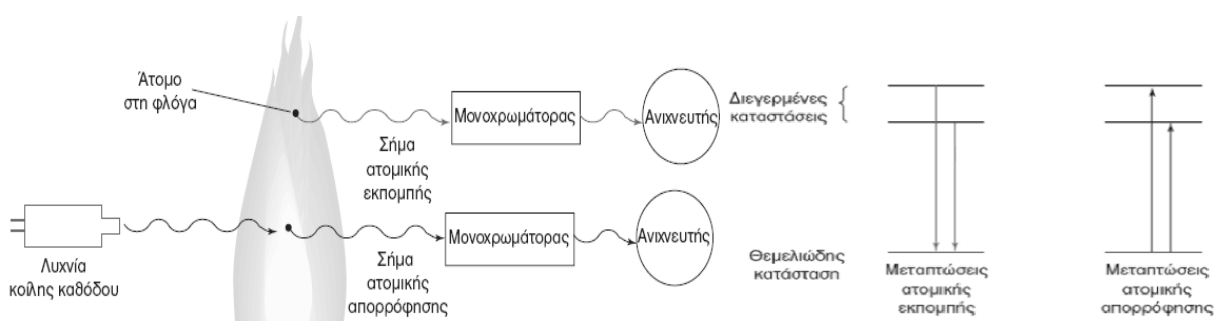 Άτομο
στη φλόγα
Μονοχρωμάτορας
Ανιχνευτής
Σήμα
ατομικής
εκπομπής
Λυχνία
κοίλης καθόδου
Μονοχρωμάτορας
Ανιχνευτής
Σήμα
ατομικής
απορρόφησης
Διεγερμένες
καταστάσεις
Θεμελιώδης
κατάσταση
Μεταπτώσεις
ατομικής
εκπομπής
Μεταπτώσεις
ατομικής
απορρόφησης